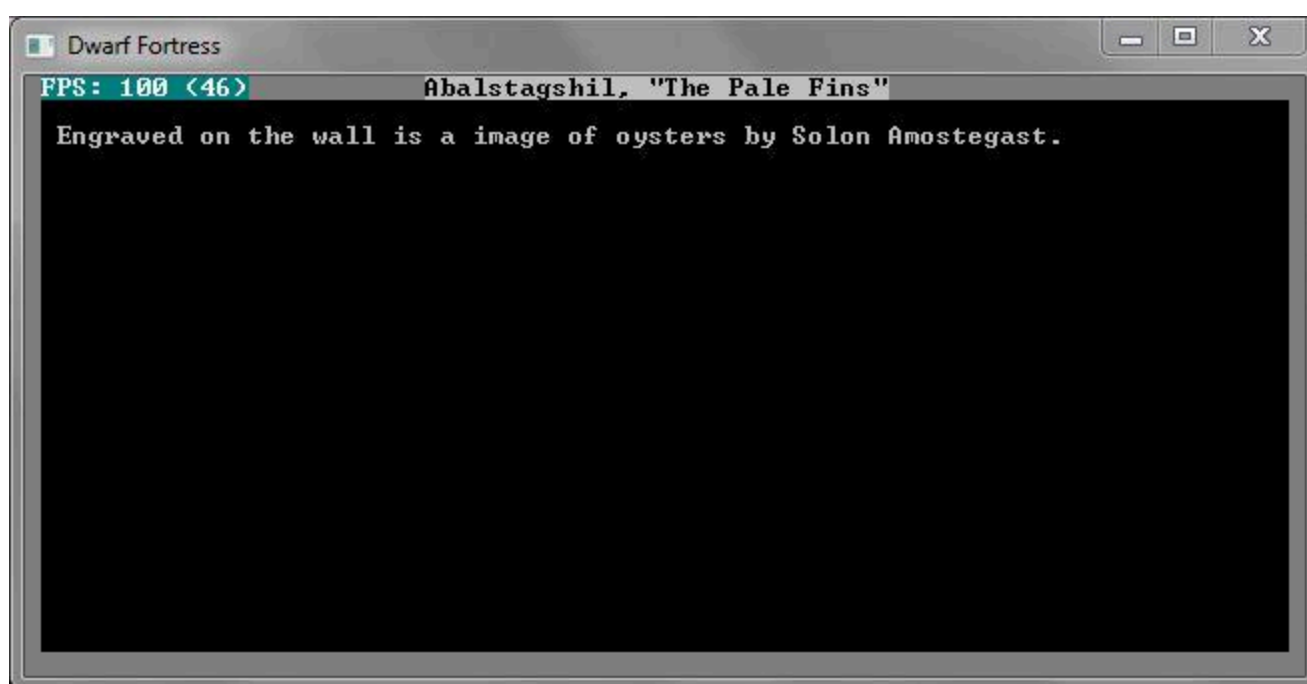 Dwarf Fortress
FPS: 100 (46) Abalstagshil, "The Pale Fins"
Engraved on the wall is a image of oysters by Solon Amostegast.